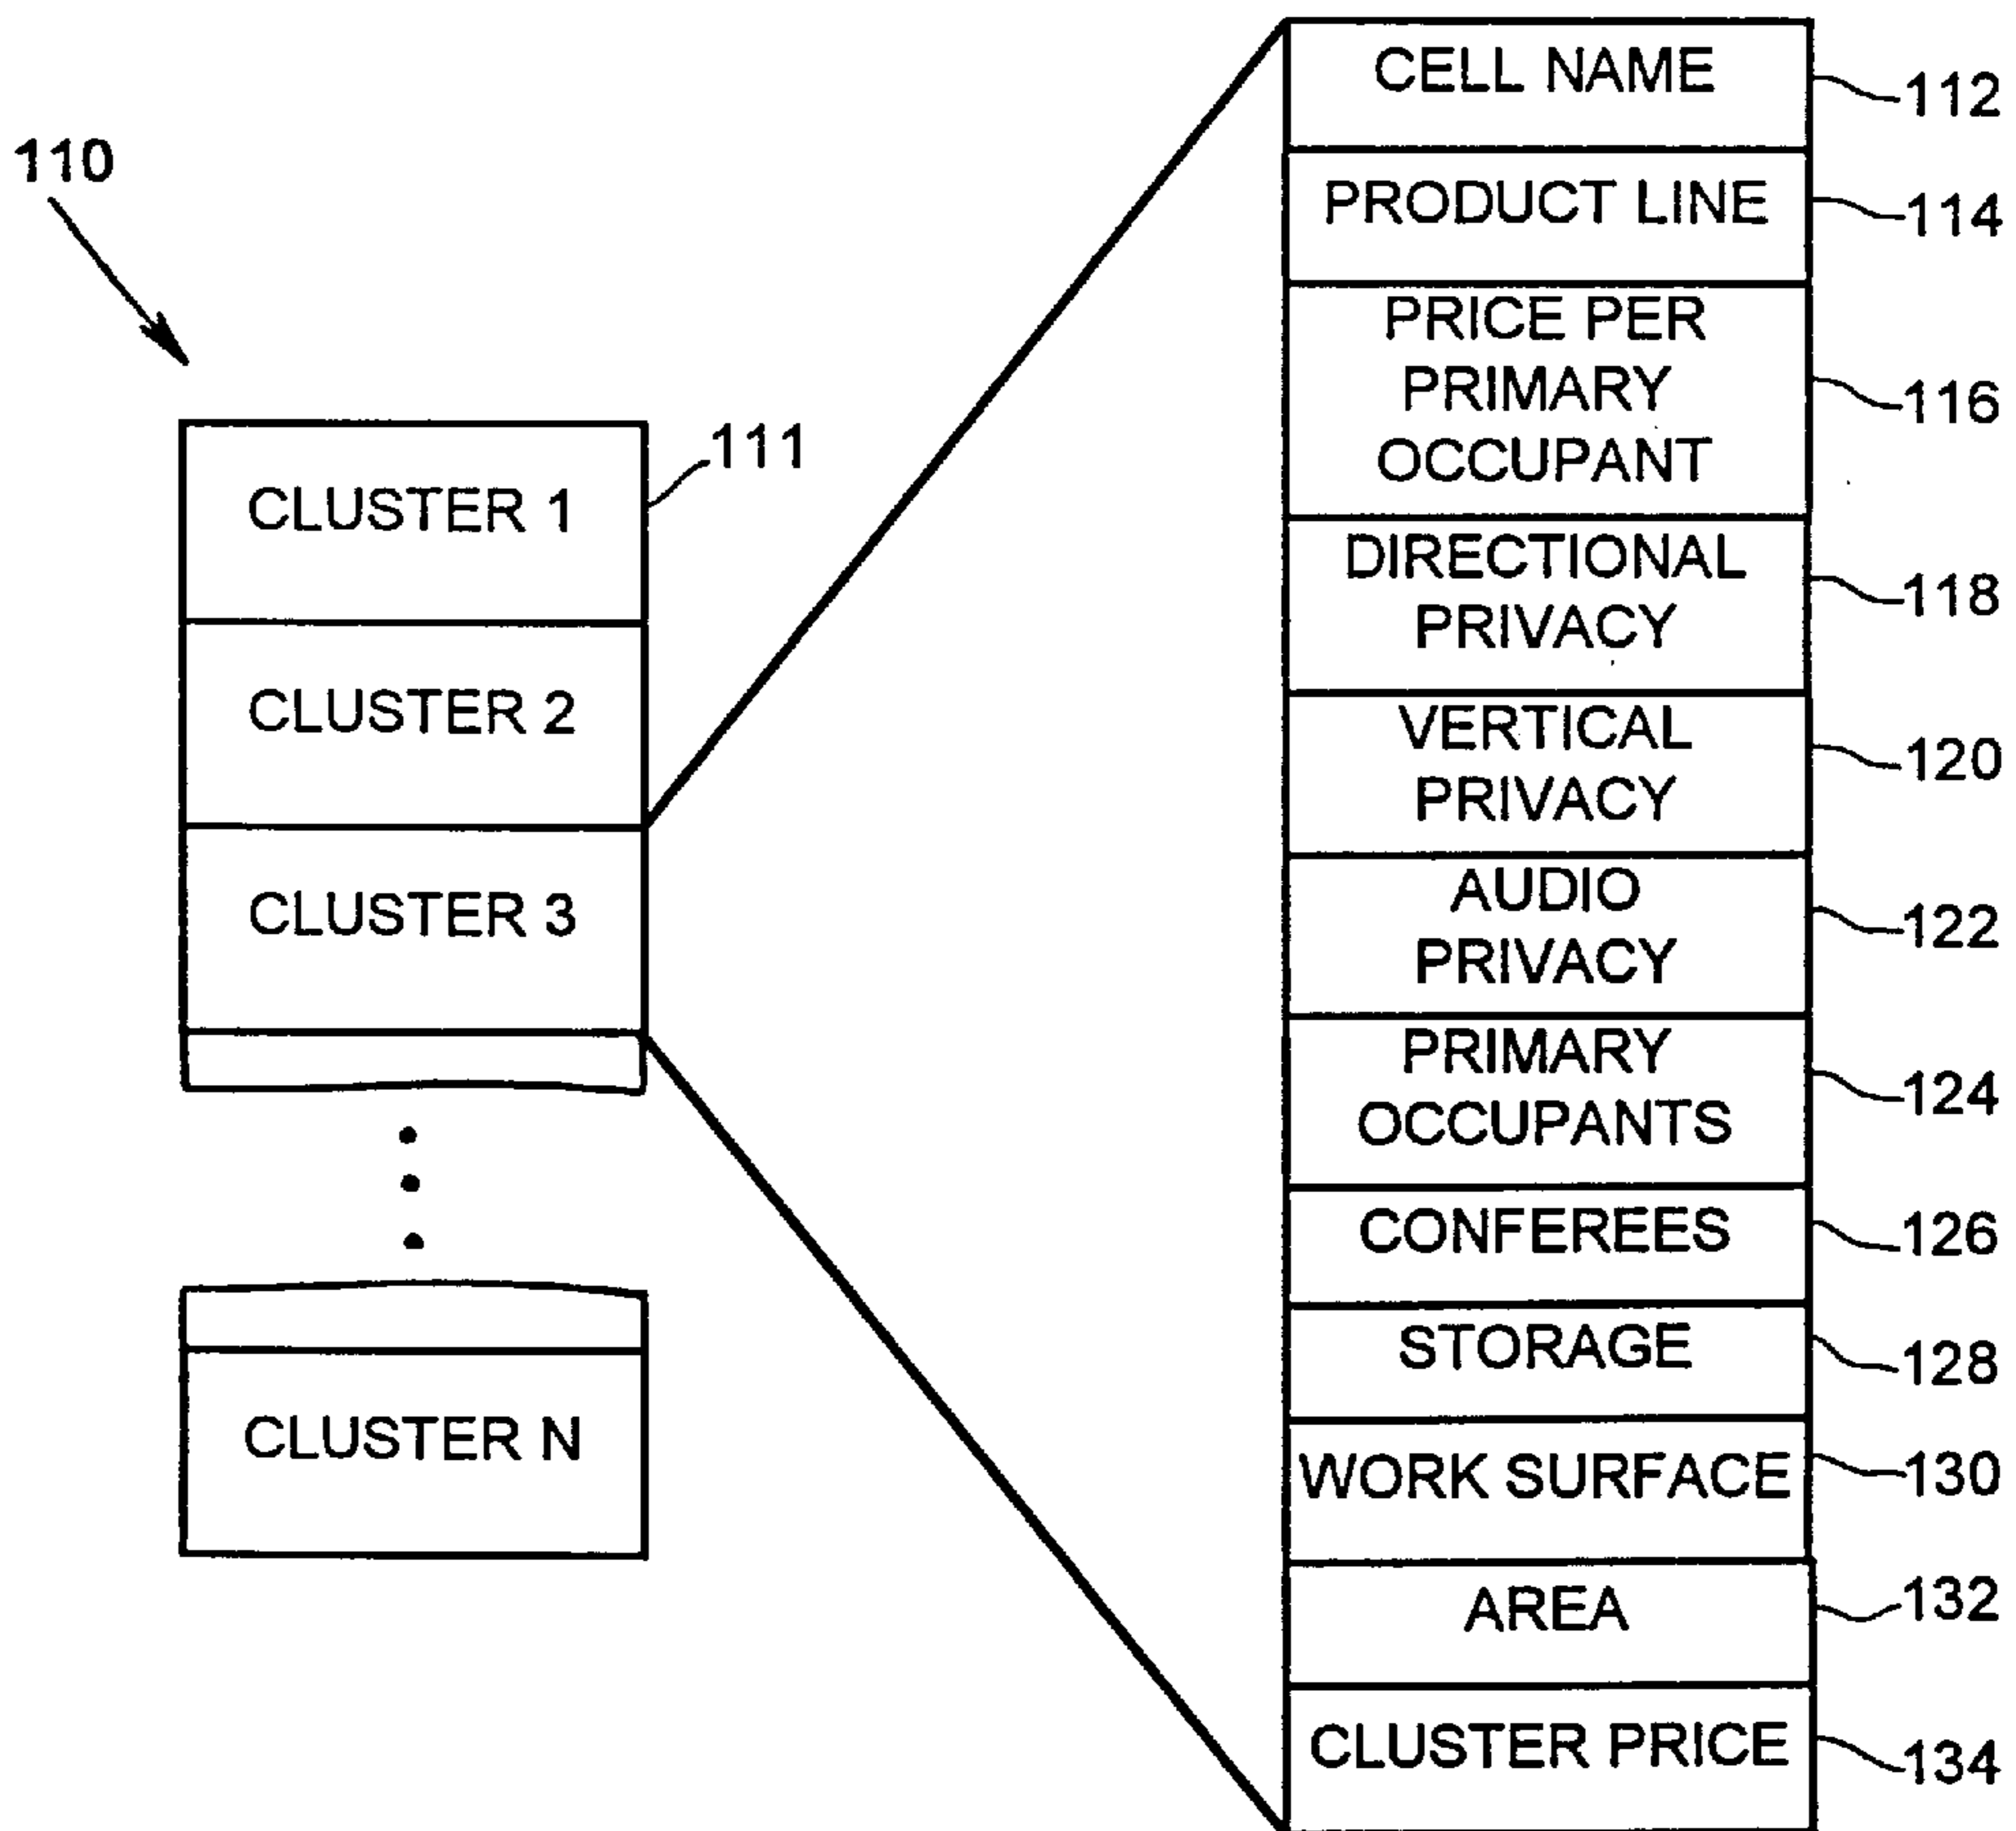 110
CLUSTER 1
111
CLUSTER 2
CLUSTER 3
CLUSTER N
CELL NAME
112
PRODUCT LINE
114
PRICE PER
PRIMARY
OCCUPANT
116
DIRECTIONAL
PRIVACY
118
VERTICAL
PRIVACY
120
AUDIO
PRIVACY
122
PRIMARY
OCCUPANTS
124
CONFEREES
126
STORAGE
128
WORK SURFACE
130
AREA
132
CLUSTER PRICE
134